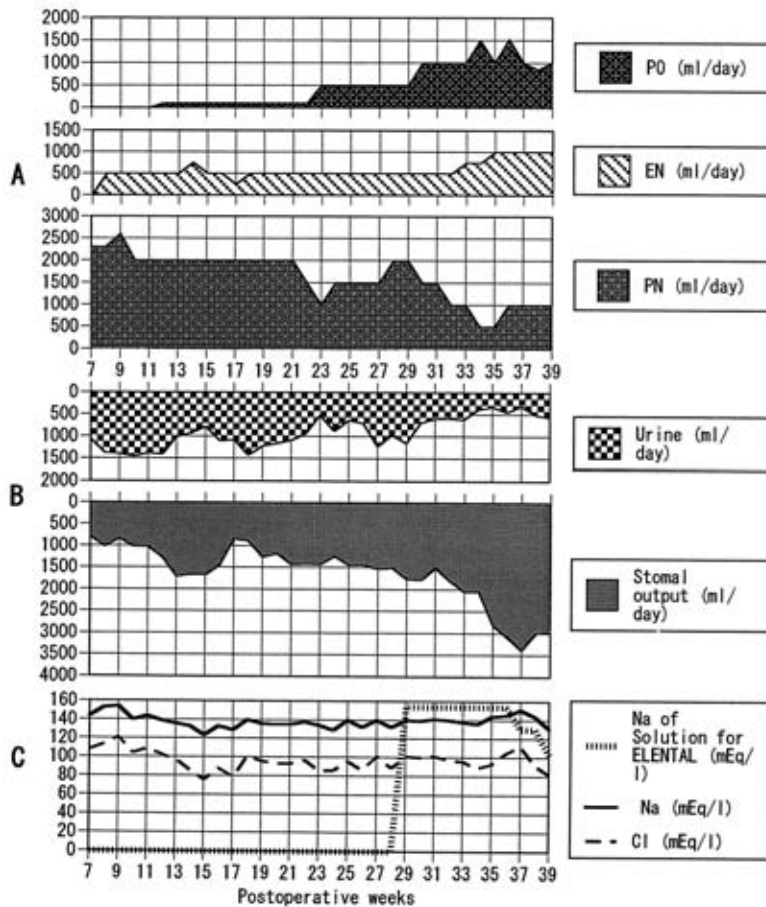 2000
1500
1000
500
0
PO (ml/day)
A
1500
1000
500
0
EN (ml/day)
3000
2500
2000
1500
1000
500
0
PN (ml/day)
7 9 11 13 15 17 19 21 23 25 27 29 31 33 35 37 39
B
0
500
1000
1500
2000
Urine (ml/
day)
0
500
1000
1500
2000
2500
3000
3500
4000
Stomal
output (ml/
day)
C
160
140
120
100
80
60
40
20
0
Na of
Solution for
ELENTAL (mEq/
l)
Na (mEq/l)
Cl (mEq/l)
7 9 11 13 15 17 19 21 23 25 27 29 31 33 35 37 39
Postoperative weeks